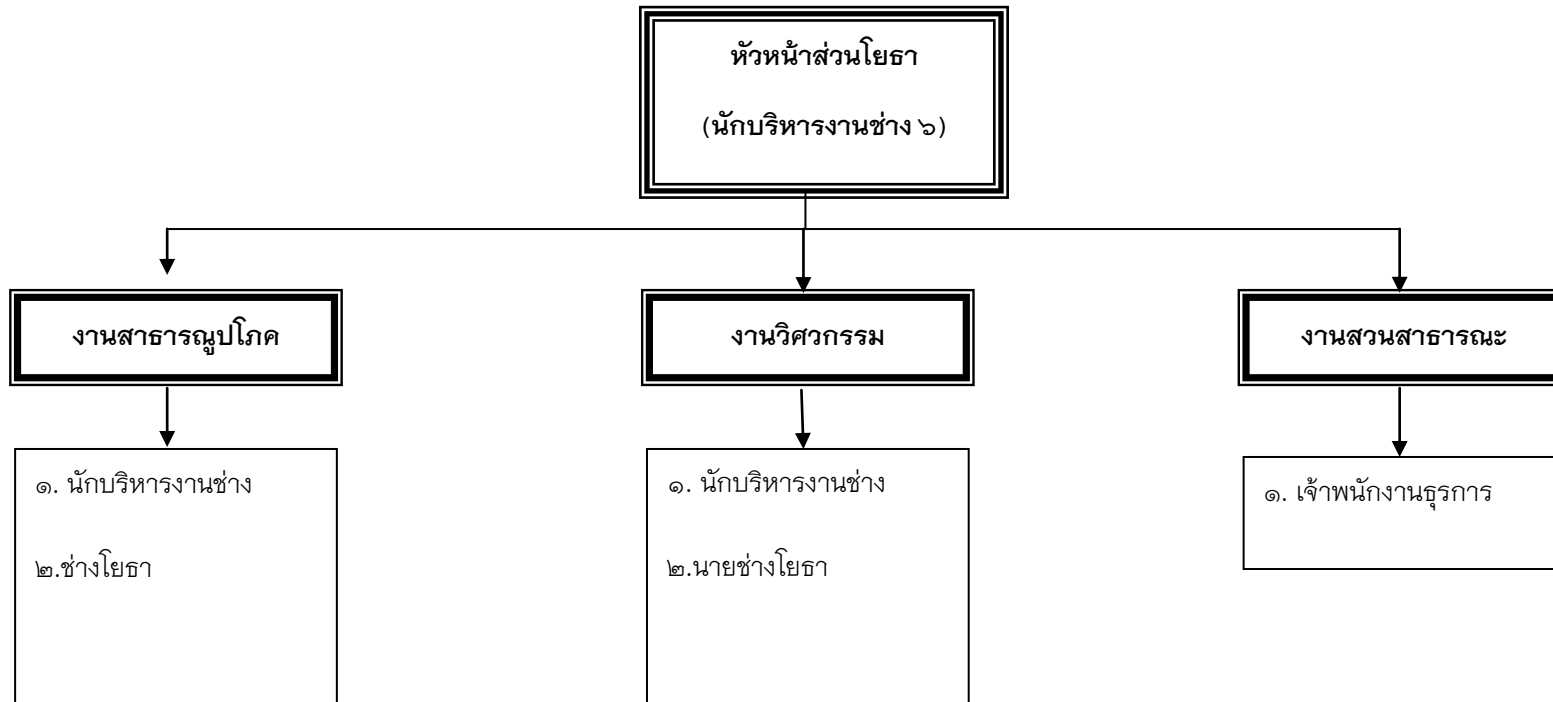 หัวหน้าส่วนโยธา
(นักบริหารงานช่าง ๖)
งานสาธารณูปโภค
งานวิศวกรรม
งานสวนสาธารณะ
๑. นักบริหารงานช่าง
๒.ช่างโยธา
๑. นักบริหารงานช่าง
๒.นายช่างโยธา
๑. เจ้าพนักงานธุรการ